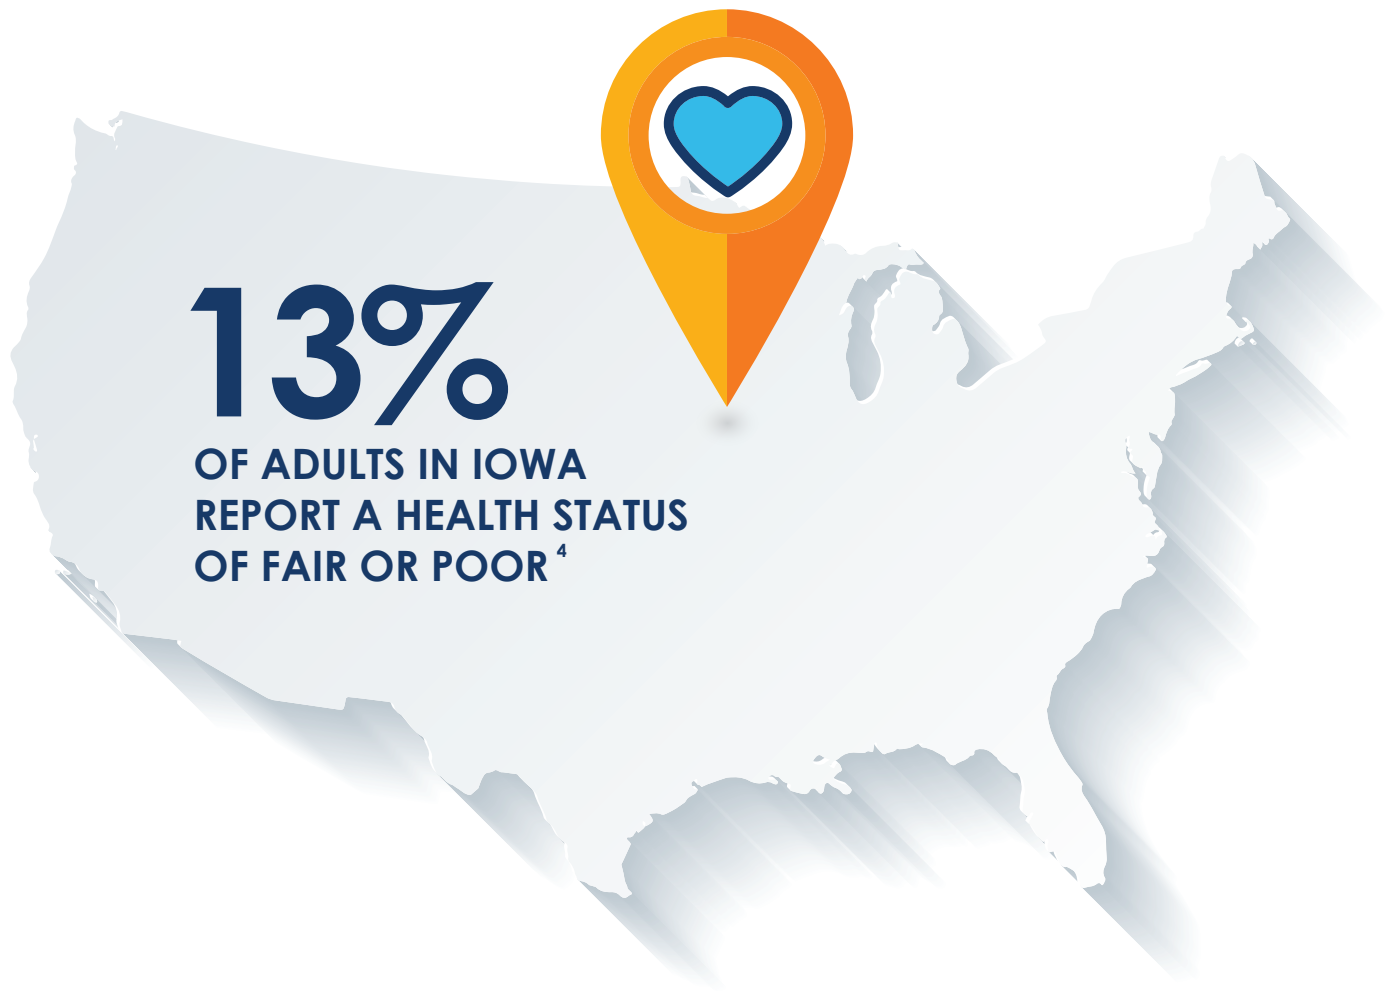 13%
OF ADULTS IN IOWA
REPORT A HEALTH STATUS
OF FAIR OR POOR 4